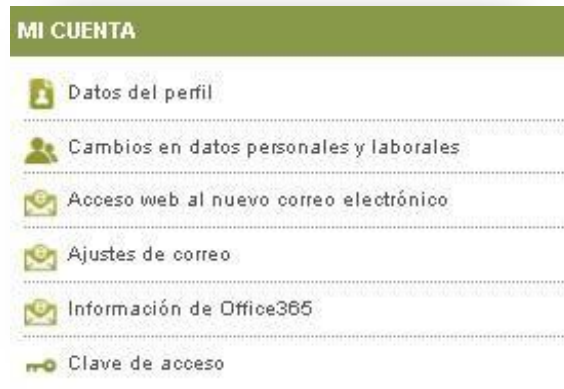 MI CUENTA
Datos del perfil
Cambios en datos personales y laborales
Acceso web al nuevo correo electrónico
Ajustes de correo
Información de Office365
Clave de acceso